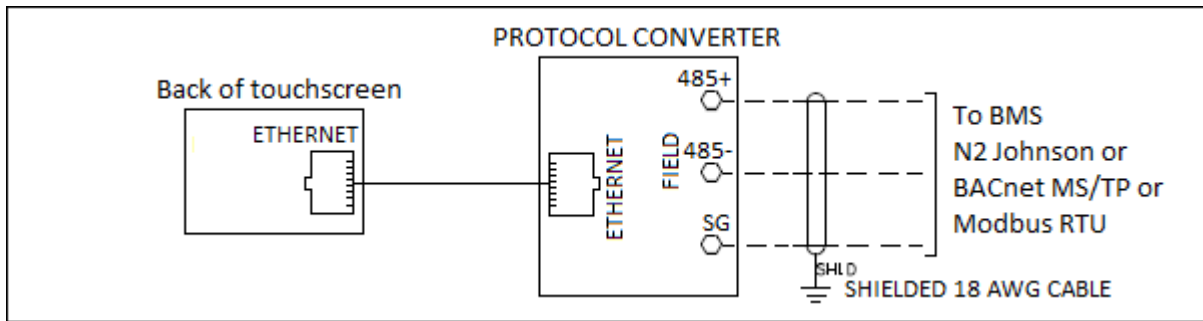 PROTOCOL CONVERTER
Back of touchscreen
ETHERNET
ETHERNET
FIELD
485+
485-
SG
To BMS
N2 Johnson or
BACnet MS/TP or
Modbus RTU
SHLD
SHIELDED 18 AWG CABLE